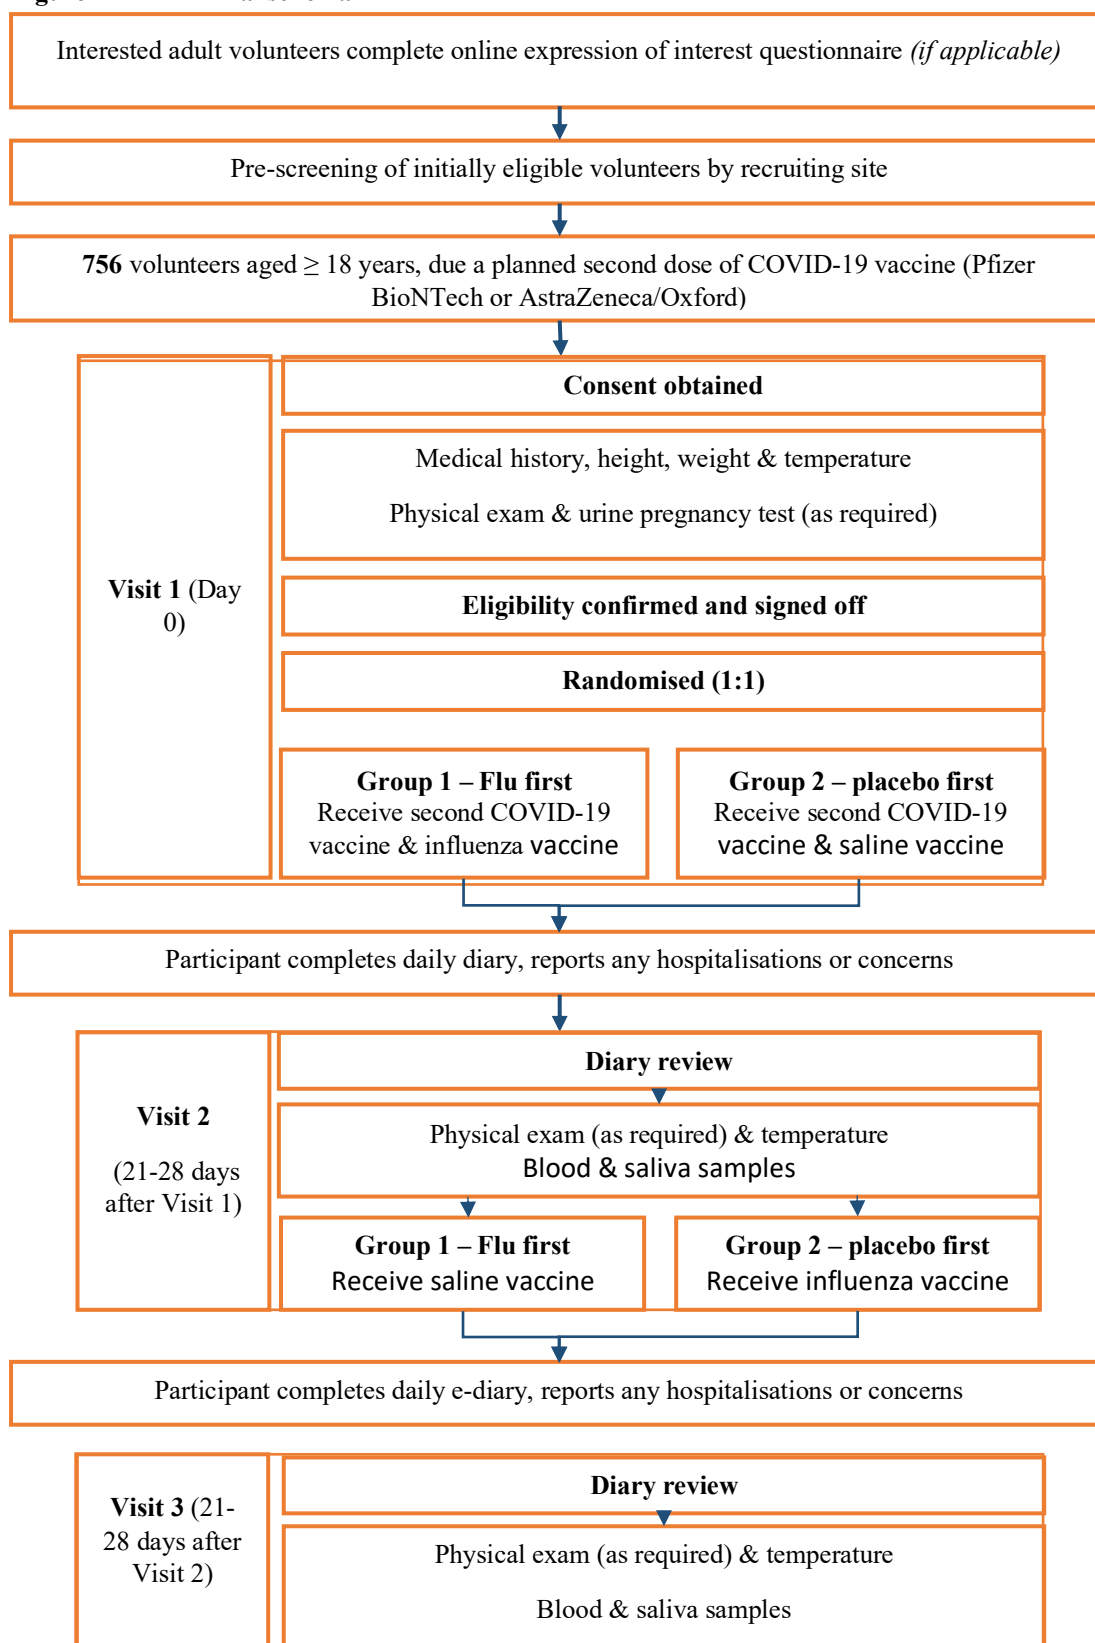 Interested adult volunteers complete online expression of interest questionnaire (if applicable)
Pre-screening of initially eligible volunteers by recruiting site
756 volunteers aged ≥ 18 years, due a planned second dose of COVID-19 vaccine (Pfizer
BioNTech or AstraZeneca/Oxford)
Visit 1 (Day
0)
Consent obtained
Medical history, height, weight & temperature
Physical exam & urine pregnancy test (as required)
Eligibility confirmed and signed off
Randomised (1:1)
Group 1 – Flu first
Receive second COVID-19
vaccine & influenza vaccine
Group 2 – placebo first
Receive second COVID-19
vaccine & saline vaccine
Participant completes daily diary, reports any hospitalisations or concerns
Visit 2
(21-28 days
after Visit 1)
Diary review
Physical exam (as required) & temperature
Blood & saliva samples
Group 1 – Flu first
Receive saline vaccine
Group 2 – placebo first
Receive influenza vaccine
Participant completes daily e-diary, reports any hospitalisations or concerns
Visit 3 (21-
28 days after
Visit 2)
Diary review
Physical exam (as required) & temperature
Blood & saliva samples